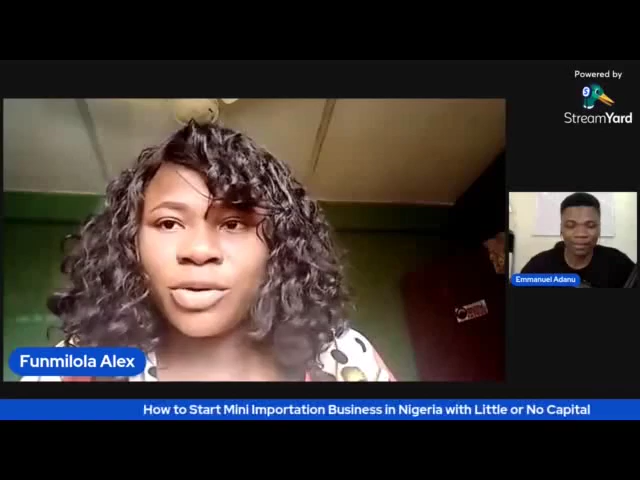 Powered by
StreamYard
Emmanuel Adanu
Funmilola Alex
How to Start Mini Importation Business in Nigeria with Little or No Capital